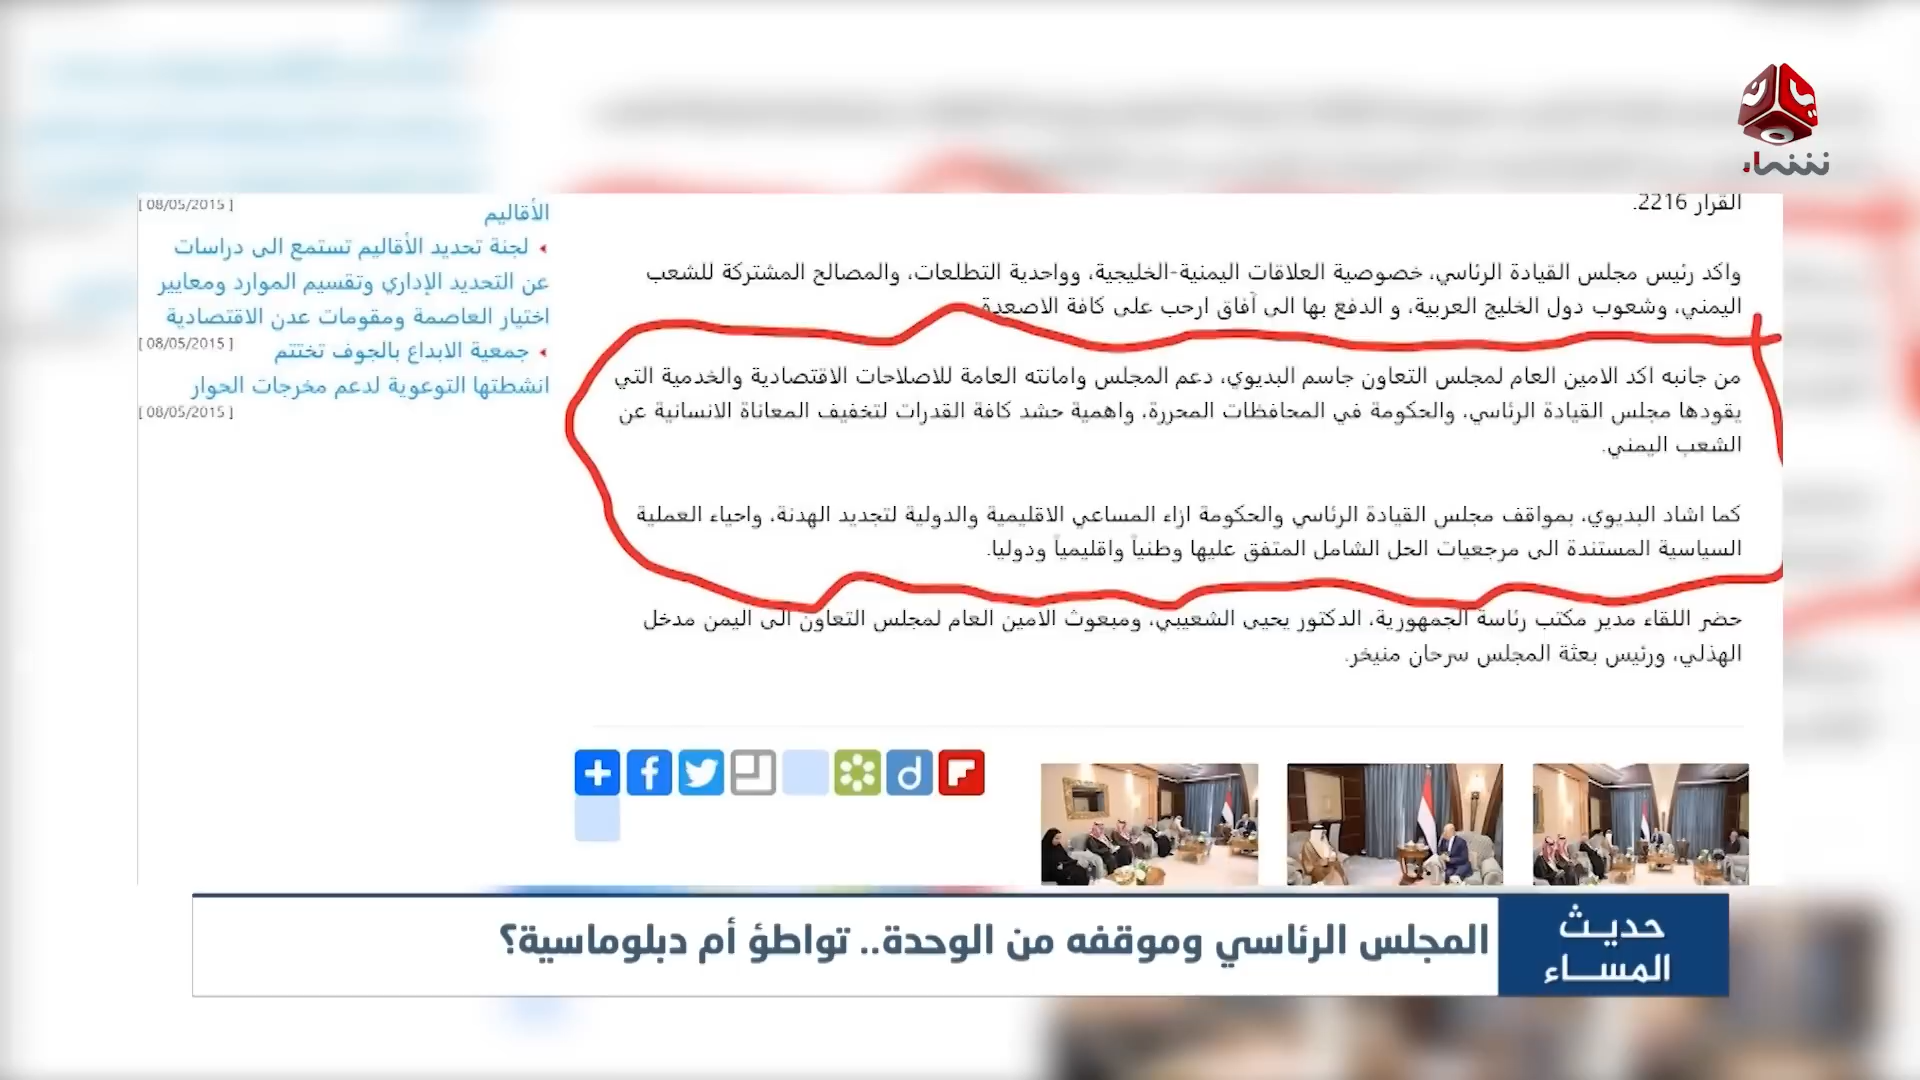 القرار 2216.
واكد رئيس مجلس القيادة الرئاسي، خصوصية العلاقات اليمنية-الخليجية، وواحدية التطلعات، والمصالح المشتركة للشعب
اليمني، وشعوب دول الخليج العربية، و الدفع بها الى آفاق ارحب على كافة الاصعدة
من جانبه اكد الامين العام لمجلس التعاون جاسم البديوي، دعم المجلس وامانته العامة للاصلاحات الاقتصادية والخدمية التي
يقودها مجلس القيادة الرئاسي، والحكومة في المحافظات المحررة، واهمية حشد كافة القدرات لتخفيف المعاناة الانسانية عن
الشعب اليمني.
كما اشاد البديوي، بمواقف مجلس القيادة الرئاسي والحكومة ازاء المساعي الاقليمية والدولية لتجديد الهدنة، واحياء العملية
السياسية المستندة الى مرجعيات الحل الشامل المتفق عليها وطنياً واقليمياً ودوليا.
حضر اللقاء مدير مكتب رئاسة الجمهورية، الدكتور يحيى الشعيبي، ومبعوث الامين العام لمجلس التعاون الى اليمن مدخل
الهذلي، ورئيس بعثة المجلس سرحان منيخر.
الأقاليم
[ 08/05/2015 ]
لجنة تحديد الأقاليم تستمع الى دراسات
عن التحديد الإداري وتقسيم الموارد ومعايير
اختيار العاصمة ومقومات عدن الاقتصادية
[ 08/05/2015 ]
جمعية الابداع بالجوف تختتم
انشطتها التوعوية لدعم مخرجات الحوار
[ 08/05/2015 ]
حديث
المساء
المجلس الرئاسي وموقفه من الوحدة.. تواطؤ أم دبلوماسية؟